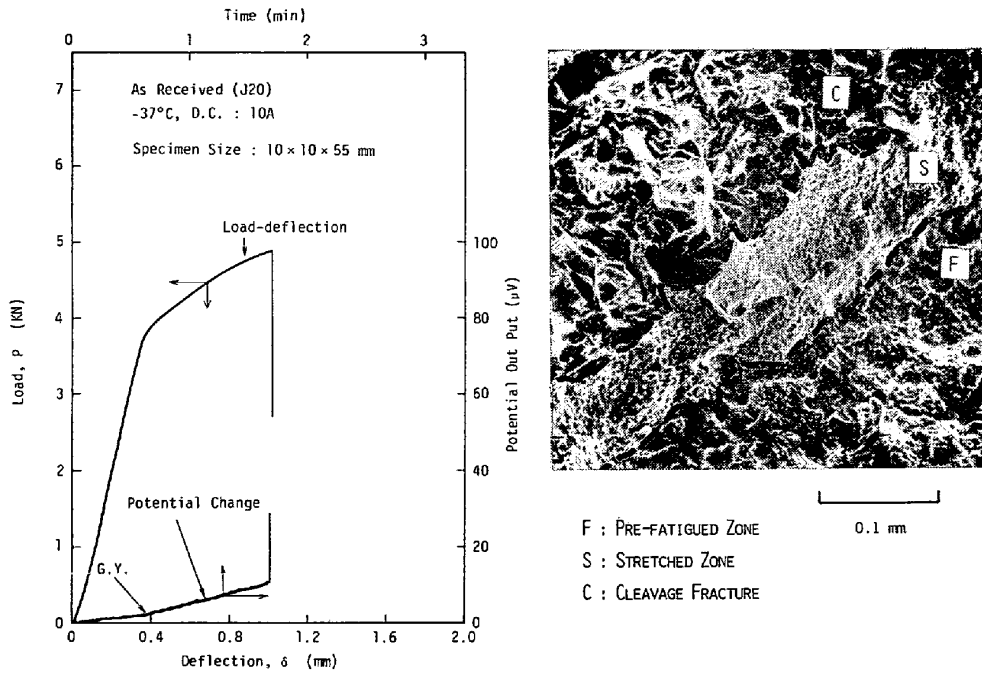 Time (min)
0 1 2 3
7
6
5
4
3
2
1
0
Load, P (KN)
As Received (J20)
-37°C, D.C. : 10A
Specimen Size : 10 × 10 × 55 mm
Load-deflection
Potential Change
G.Y.
100
80
60
40
20
0
Potential Out Put (μV)
0 0.4 0.8 1.2 1.6 2.0
Deflection, δ (mm)
C
S
F
0.1 mm
F : PRE-FATIGUED ZONE
S : STRETCHED ZONE
C : CLEAVAGE FRACTURE